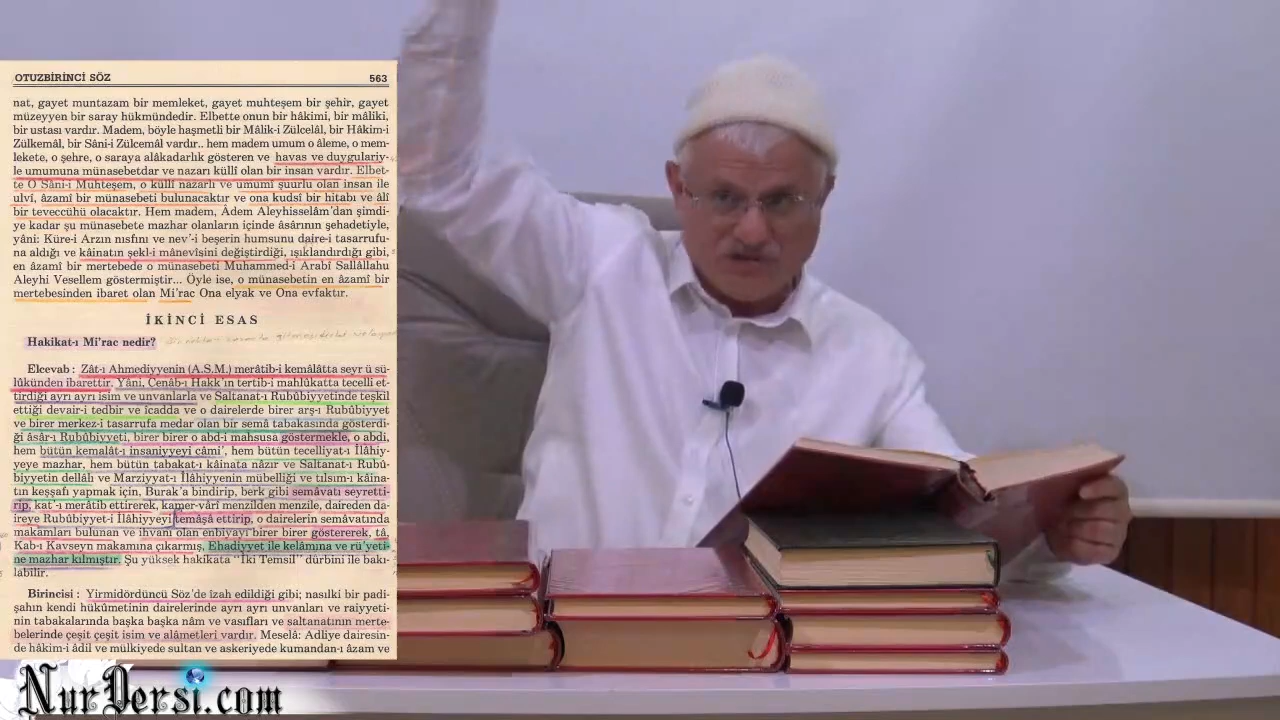 OTUZBİRİNCİ SÖZ 563
nat, gayet muntazam bir memleket, gayet muhteşem bir şehir, gayet
müzeyyen bir saray hükmündedir. Elbette onun bir hâkimi, bir mâliki,
bir ustası vardır. Madem, böyle haşmetli bir Mâlik-i Zülcelâl, bir Hâkim-i
Zülkemâl, bir Sâni-i Zülcemâl vardır.. hem madem umum o âleme, o mem-
lekete, o şehre, o saraya alâkadarlık gösteren ve havas ve duygulariy-
le umumuna münasebetdar ve nazarı küllî olan bir insan vardır. Elbet-
te O Sâni-i Muhteşem, o küllî nazarlı ve umumî şuurlu olan insan ile
ulvî, âzamî bir münasebeti bulunacaktır ve ona kudsî bir hitabı ve âlî
bir teveccühü olacaktır. Hem madem, Âdem Aleyhisselâm'dan şimdi-
ye kadar şu münasebete mazhar olanların içinde âsârının şehadetiyle,
yâni: Küre-i Arzın nısfını ve nev'-i beşerin humsunu daire-i tasarrufu-
na aldığı ve kâinatın şekl-i mânevîsini değiştirdiği, ışıklandırdığı gibi,
en âzamî bir mertebede o münasebeti Muhammed-i Arabî Sallâllahu
Aleyhi Vesellem göstermiştir... Öyle ise, o münasebetin en âzamî bir
mertebesinden ibaret olan Mi'rac Ona elyak ve Ona evfaktır.
İKİNCİ ESAS
Hakikat-ı Mi'rac nedir?
Elcevab : Zât-ı Ahmediyyenin (A.S.M.) merâtib-i kemâlâtta seyr ü sü-
lûkünden ibarettir. Yâni, Cenâb-ı Hakk'ın tertib-i mahlûkatta tecelli et-
tirdiği ayrı ayrı isim ve unvanlarla ve Saltanat-ı Rubûbiyyetinde teşkil
ettiği devair-i tedbir ve îcadda ve o dairelerde birer arş-ı Rubûbiyyet
ve birer merkez-i tasarrufa medar olan bir semâ tabakasında gösterdi-
ği âsâr-ı Rubûbiyyeti, birer birer o abd-i mahsusa göstermekle, o abdi,
hem bütün kemalât-ı insaniyyeyi câmi', hem bütün tecelliyat-ı İlâhiy-
yeye mazhar, hem bütün tabakat-ı kâinata nâzır ve Saltanat-ı Rubû-
biyyetin dellâlı ve Marziyyat-ı İlâhiyyenin mübelliği ve tılsım-ı kâina-
tın keşşafı yapmak için, Burak'a bindirip, berk gibi semâvatı seyretti-
rip, kat'-ı merâtib ettirerek, kamer-vârî menzilden menzile, daireden da-
ireye Rubûbiyyet-i İlâhiyyeyi temâşâ ettirip, o dairelerin semâvatında
makamları bulunan ve ihvanı olan enbiyayı birer birer göstererek, tâ,
Kab-ı Kavseyn makamına çıkarmış, Ehadiyyet ile kelâmına ve rü'yeti-
ne mazhar kılmıştır. Şu yüksek hakikata "İki Temsil" dürbîni ile bakı-
labilir.
Birincisi : Yirmidördüncü Söz'de îzah edildiği gibi; nasılki bir padi-
şahın kendi hükûmetinin dairelerinde ayrı ayrı unvanları ve raiyyeti-
nin tabakalarında başka başka nâm ve vasıfları ve saltanatının merte-
belerinde çeşit çeşit isim ve alâmetleri vardır. Meselâ: Adliye dairesin-
de hâkim-i âdil ve mülkiyede sultan ve askeriyede kumandan-ı âzam ve
NurDersi.com